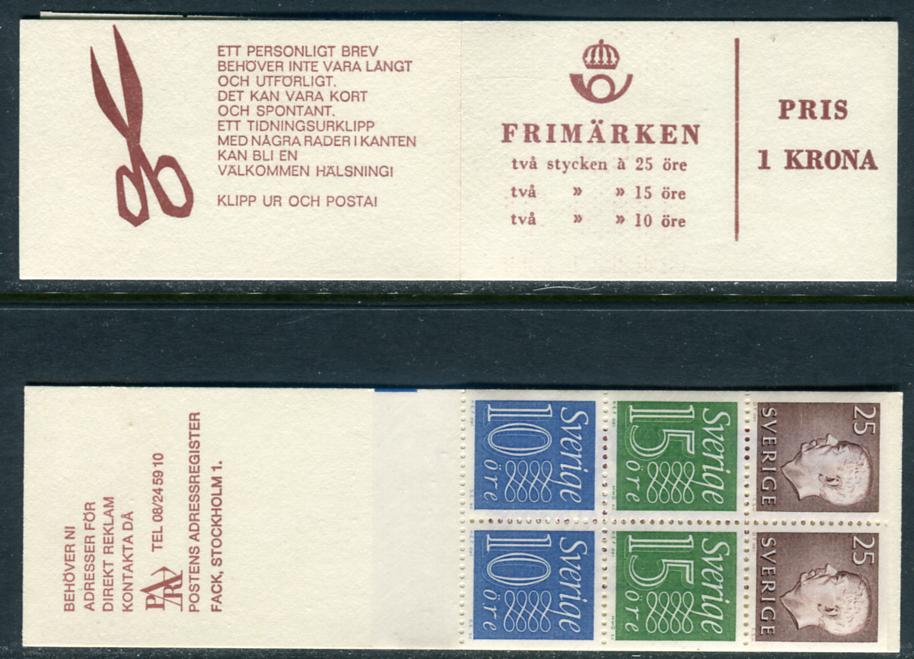 ETT PERSONLIGT BREV
BEHÖVER INTE VARA LÅNGT
OCH UTFÖRLIGT.
DET KAN VARA KORT
OCH SPONTANT.
ETT TIDNINGSURKLIPP
MED NÅGRA RADER I KANTEN
KAN BLI EN
VÄLKOMMEN HÄLSNING!
KLIPP UR OCH POSTA!
FRIMÄRKEN
två stycken à 25 öre
två » » 15 öre
två » » 10 öre
PRIS
1 KRONA
BEHÖVER NI
ADRESSER FÖR
DIREKT REKLAM
KONTAKTA DÅ
PAR TEL 08/24 59 10
POSTENS ADRESSREGISTER
FACK, STOCKHOLM 1.
Sverige
10
öre
Sverige
15
öre
25
SVERIGE
Sverige
10
öre
Sverige
15
öre
25
SVERIGE